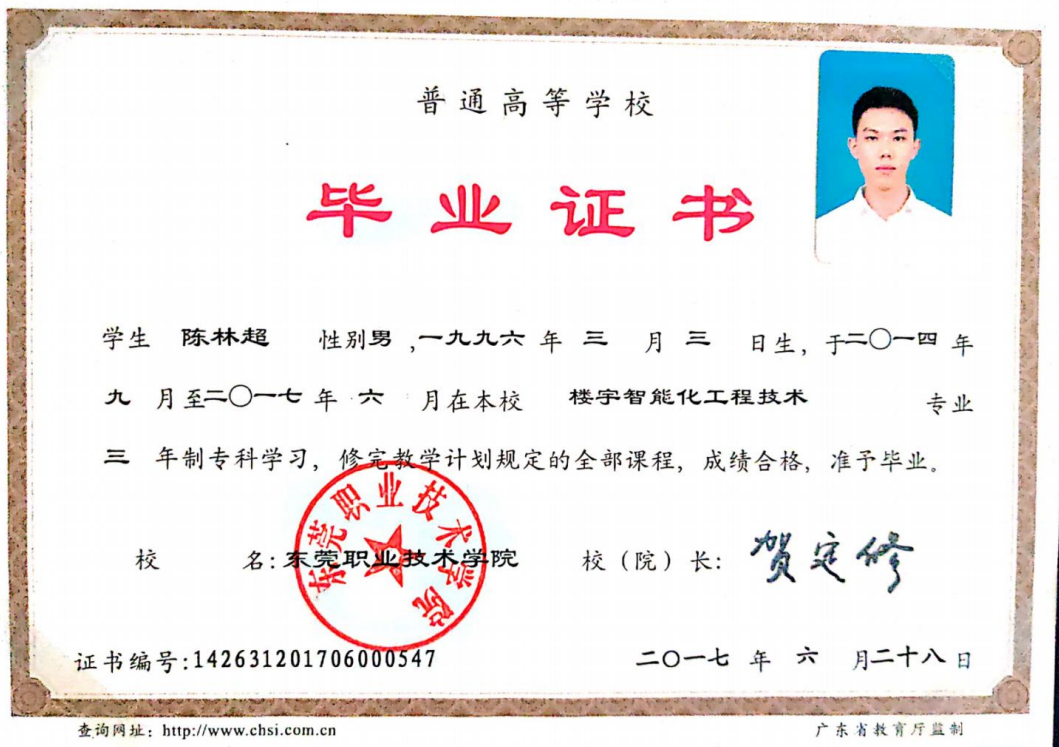 普通高等学校
毕业证书
学生 陈林超 性别男,一九九六年 三 月 三 日生，于二〇一四年
九 月至二〇一七年 六 月在本校 楼宇智能化工程技术 专业
三 年制专科学习，修完教学计划规定的全部课程，成绩合格，准予毕业。
东莞职业技术学院
校 名:东莞职业技术学院 校（院）长: 贺定修
证书编号:142631201706000547 二〇一七 年 六 月二十八日
查询网址：http://www.chsi.com.cn 广东省教育厅监制